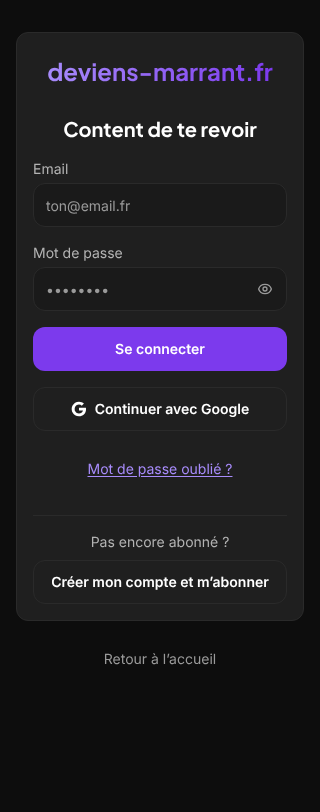 deviens-marrant.fr
Content de te revoir
Email
ton@email.fr
Mot de passe
••••••••
Se connecter
Continuer avec Google
Mot de passe oublié ?
Pas encore abonné ?
Créer mon compte et m’abonner
Retour à l’accueil